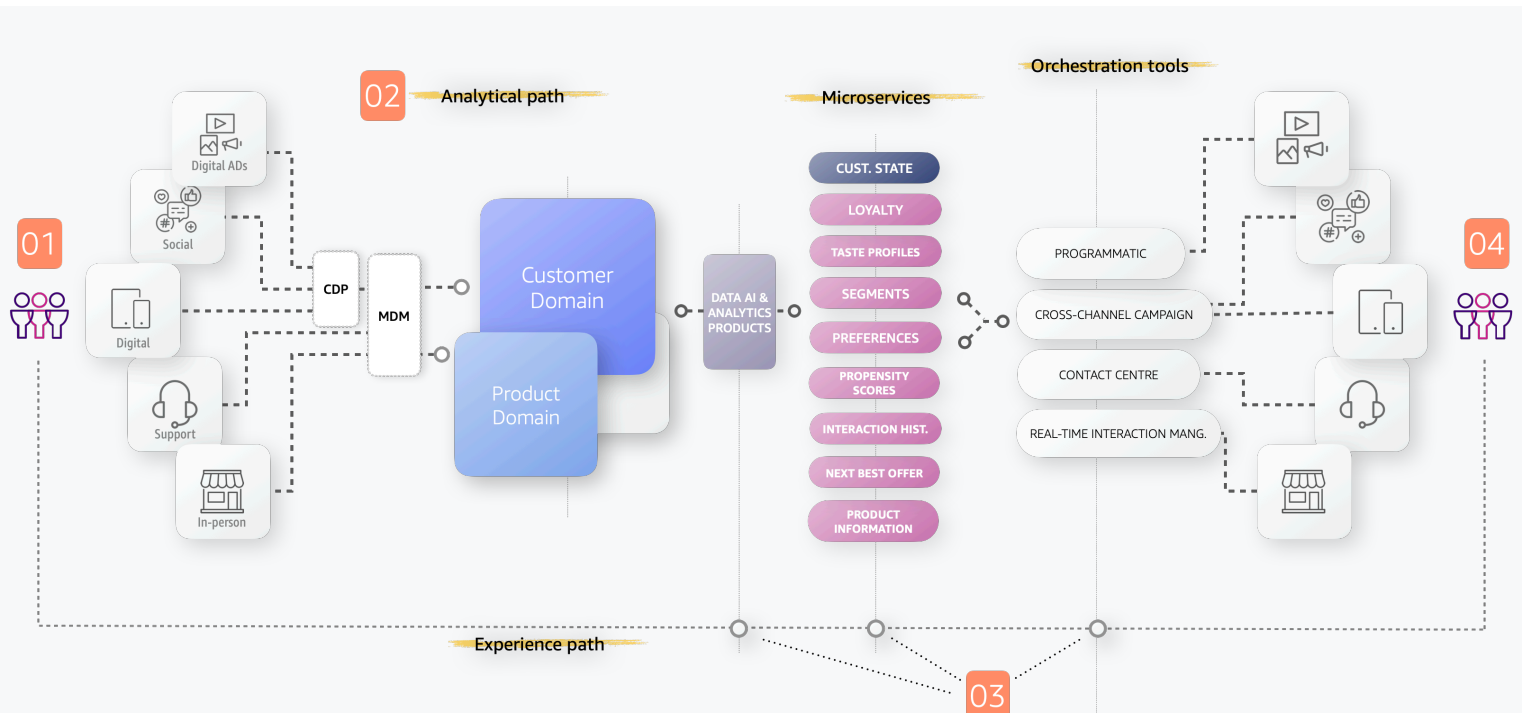 Orchestration tools
02
Analytical path
Microservices
Digital ADs
CUST. STATE
LOYALTY
01
Social
TASTE PROFILES
04
CDP
Customer
Domain
PROGRAMMATIC
SEGMENTS
MDM
DATA AI &
ANALYTICS
PRODUCTS
CROSS-CHANNEL CAMPAIGN
Digital
PREFERENCES
Product
Domain
PROPENSITY
SCORES
CONTACT CENTRE
Support
INTERACTION HIST.
REAL-TIME INTERACTION MANG.
NEXT BEST OFFER
In-person
PRODUCT
INFORMATION
Experience path
03